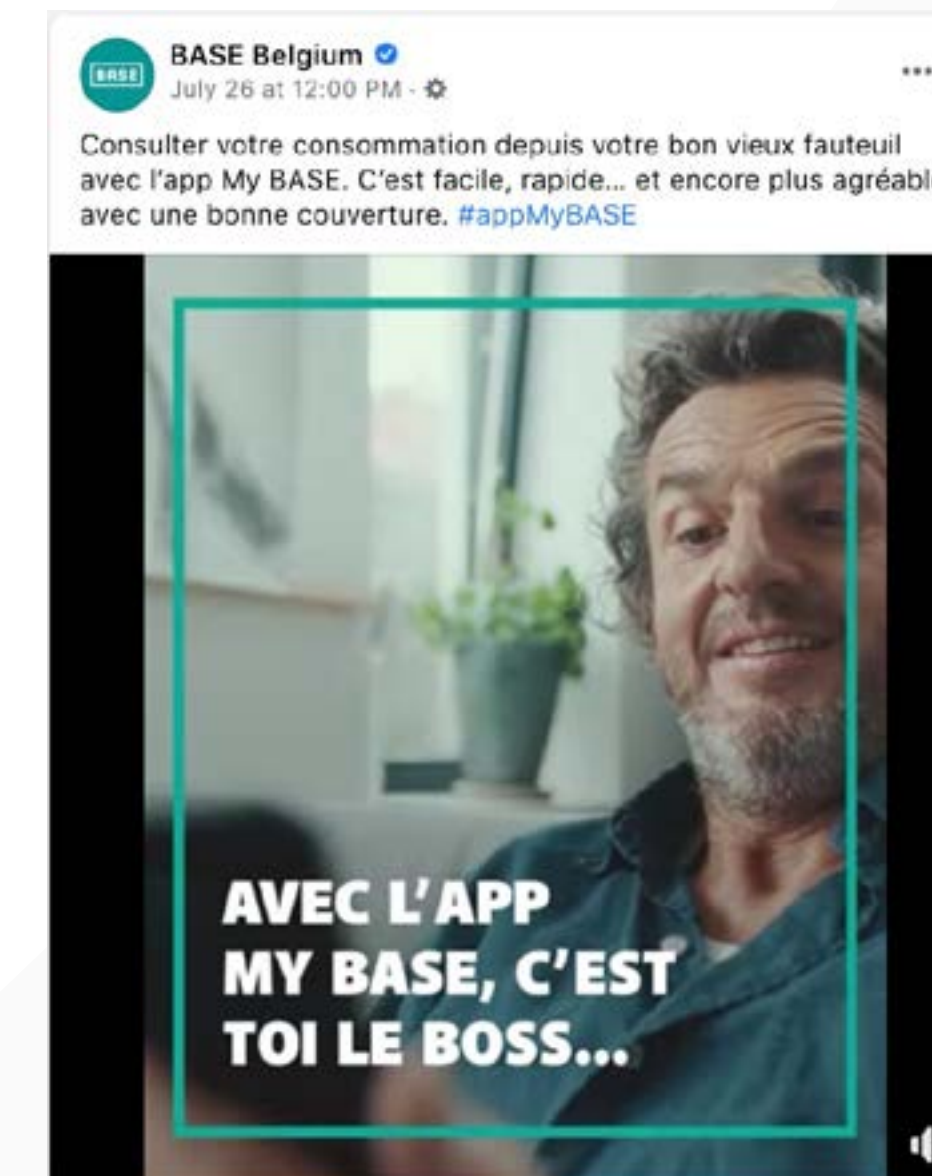 BASE
BASE Belgium
July 26 at 12:00 PM ·
Consulter votre consommation depuis votre bon vieux fauteuil
avec l'app My BASE. C'est facile, rapide... et encore plus agréabl
avec une bonne couverture. #appMyBASE
AVEC L'APP
MY BASE, C'EST
TOI LE BOSS...